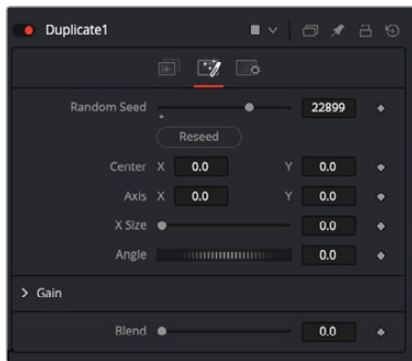 Duplicate1
Random Seed 22899
Reseed
Center X 0.0 Y 0.0
Axis X 0.0 Y 0.0
X Size 0.0
Angle 0.0
> Gain
Blend 0.0